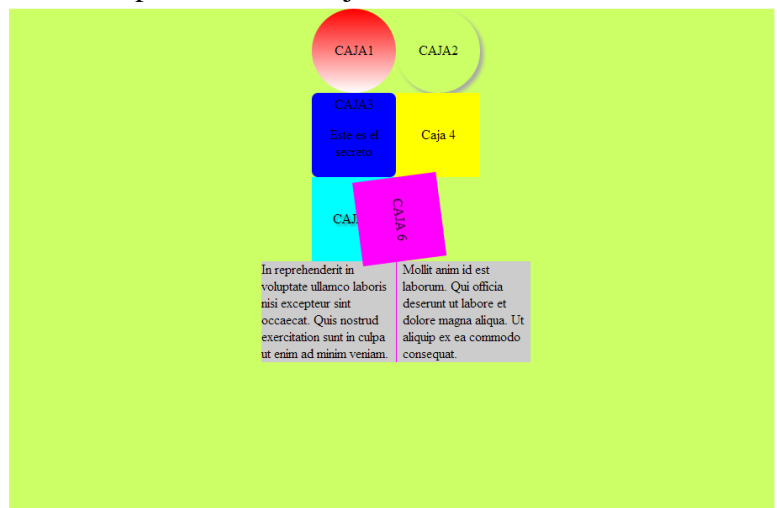 CAJA1
CAJA2
CAJA3
Este es el
secreto
Caja 4
CAJ
CAJA 6
In reprehenderit in
voluptate ullamco laboris
nisi excepteur sint
occaecat. Quis nostrud
exercitation sunt in culpa
ut enim ad minim veniam.
Mollit anim id est
laborum. Qui officia
deserunt ut labore et
dolore magna aliqua. Ut
aliquip ex ea commodo
consequat.